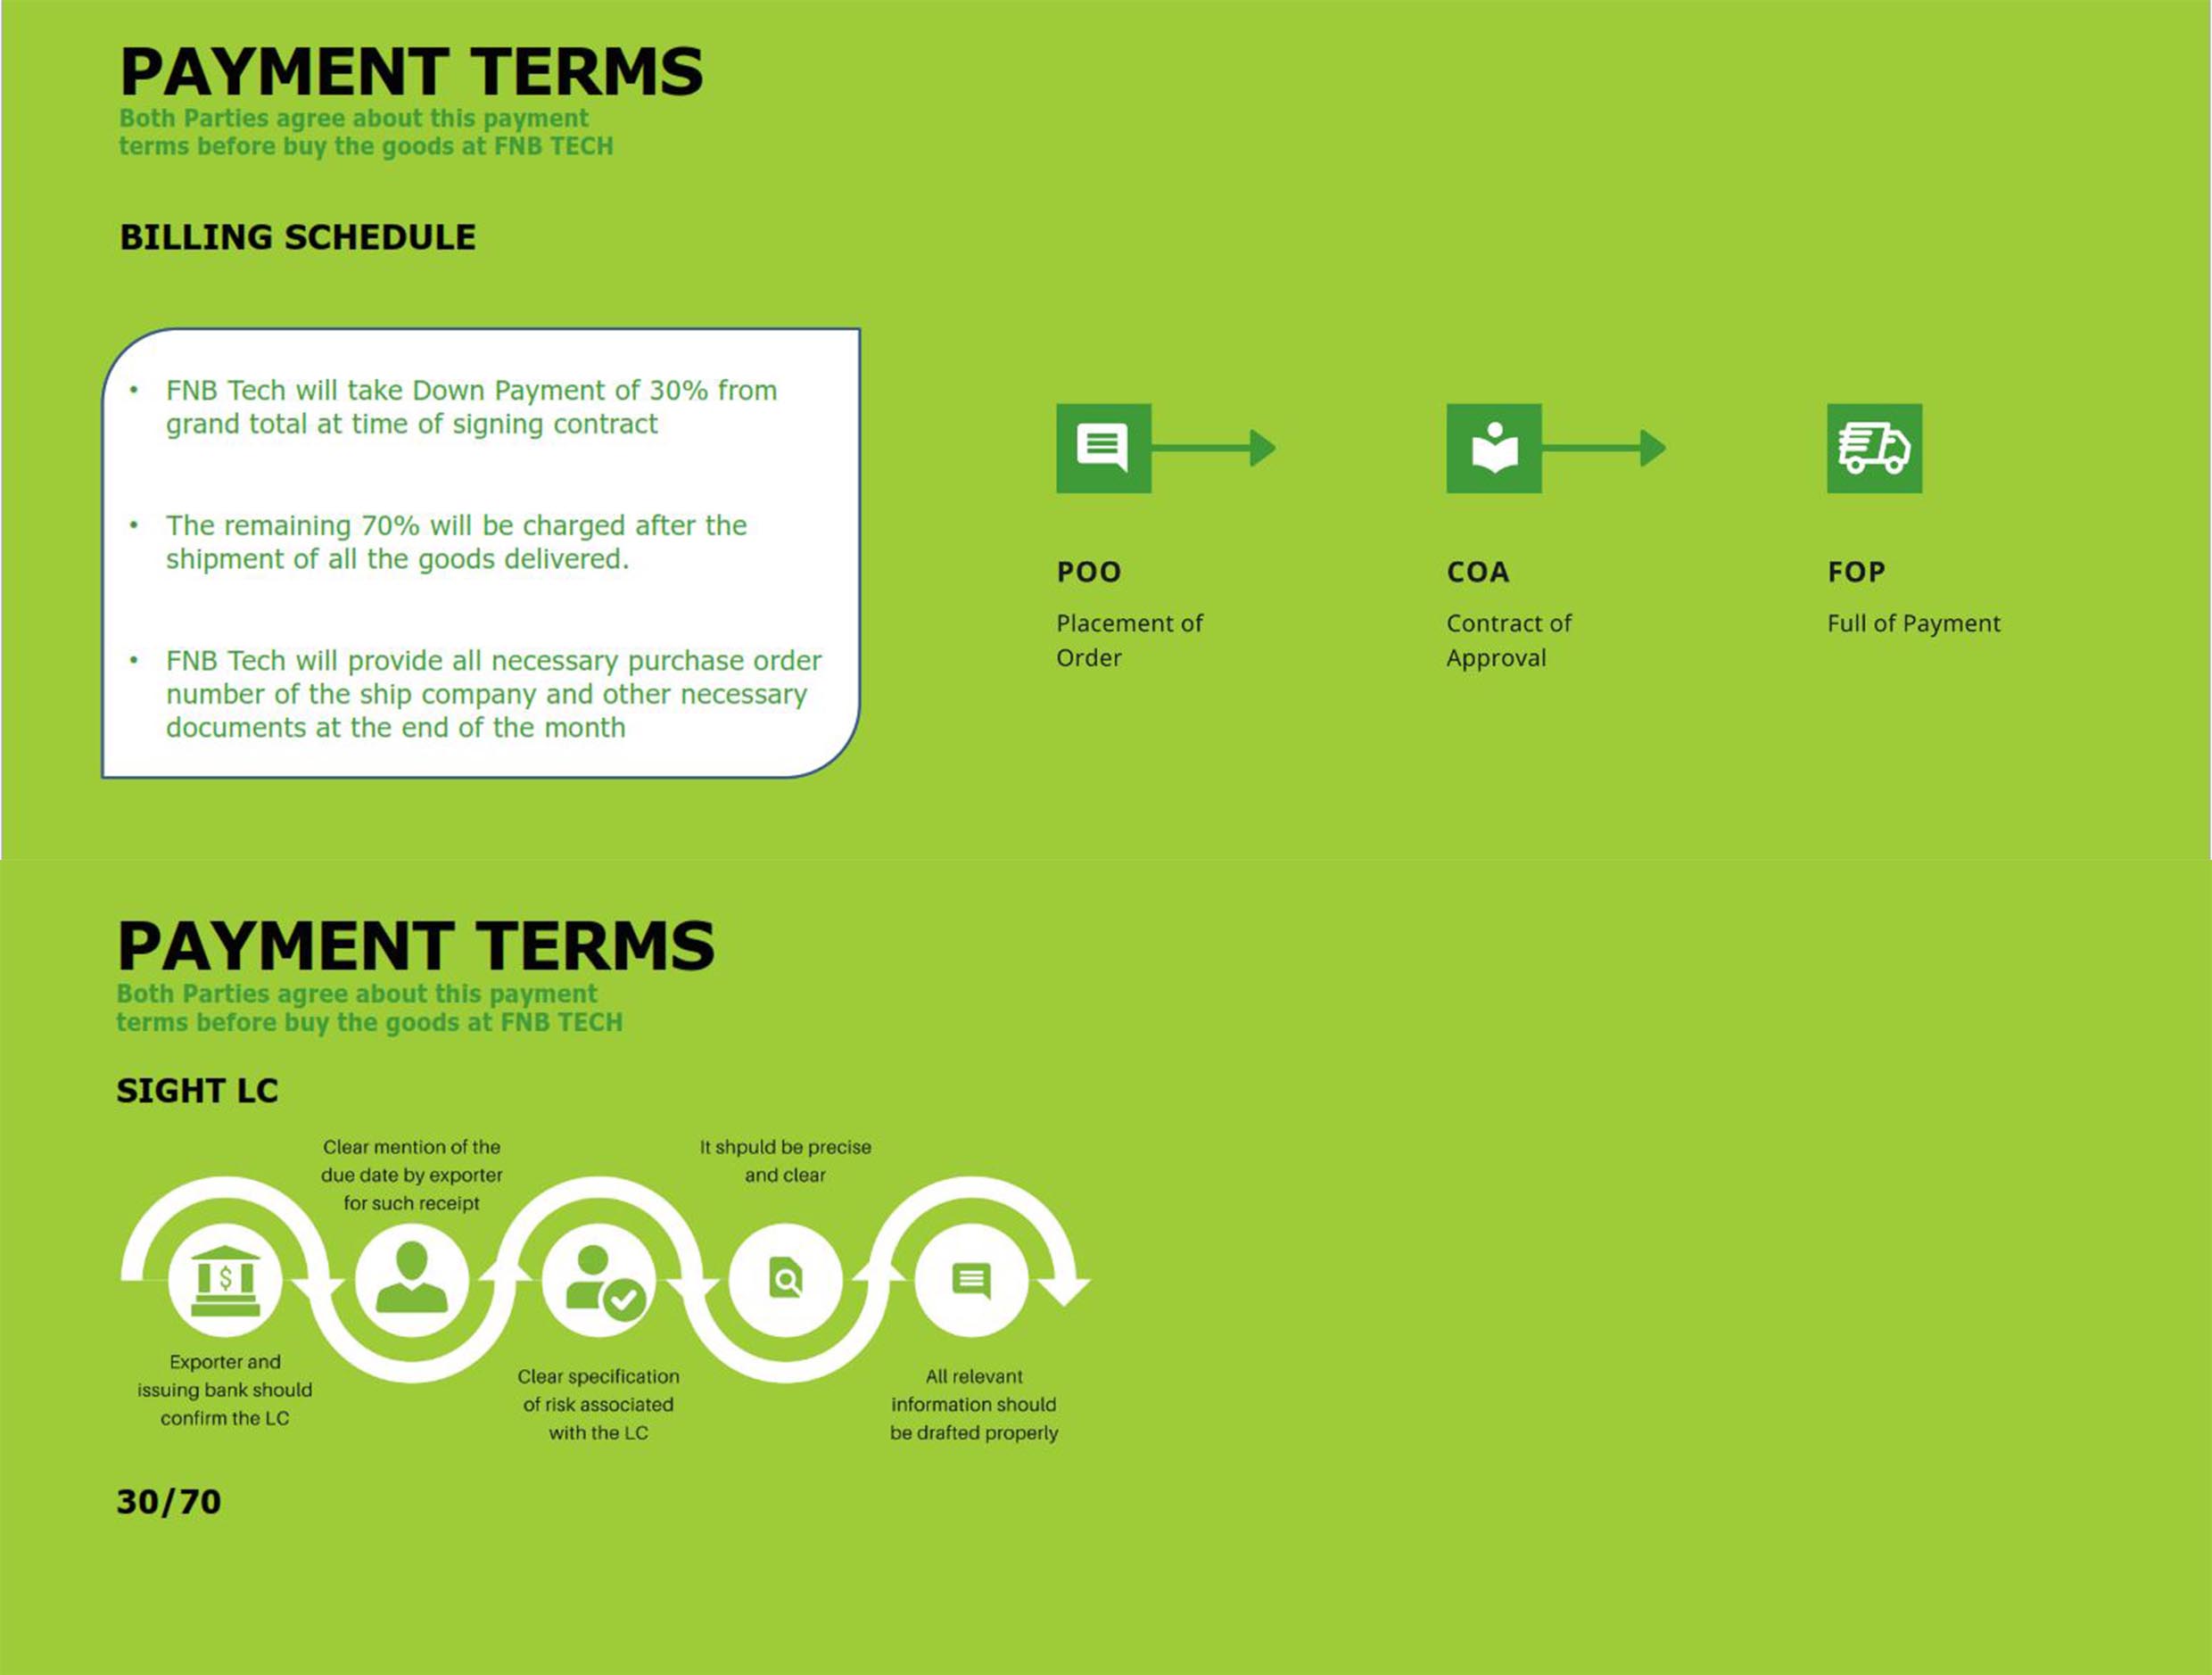 PAYMENT TERMS
Both Parties agree about this payment
terms before buy the goods at FNB TECH
BILLING SCHEDULE
• FNB Tech will take Down Payment of 30% from
grand total at time of signing contract
• The remaining 70% will be charged after the
shipment of all the goods delivered.
• FNB Tech will provide all necessary purchase order
number of the ship company and other necessary
documents at the end of the month
POO
Placement of
Order
COA
Contract of
Approval
FOP
Full of Payment
PAYMENT TERMS
Both Parties agree about this payment
terms before buy the goods at FNB TECH
SIGHT LC
$
Exporter and
issuing bank should
confirm the LC
Clear mention of the
due date by exporter
for such receipt
Clear specification
of risk associated
with the LC
It shpuld be precise
and clear
All relevant
information should
be drafted properly
30/70